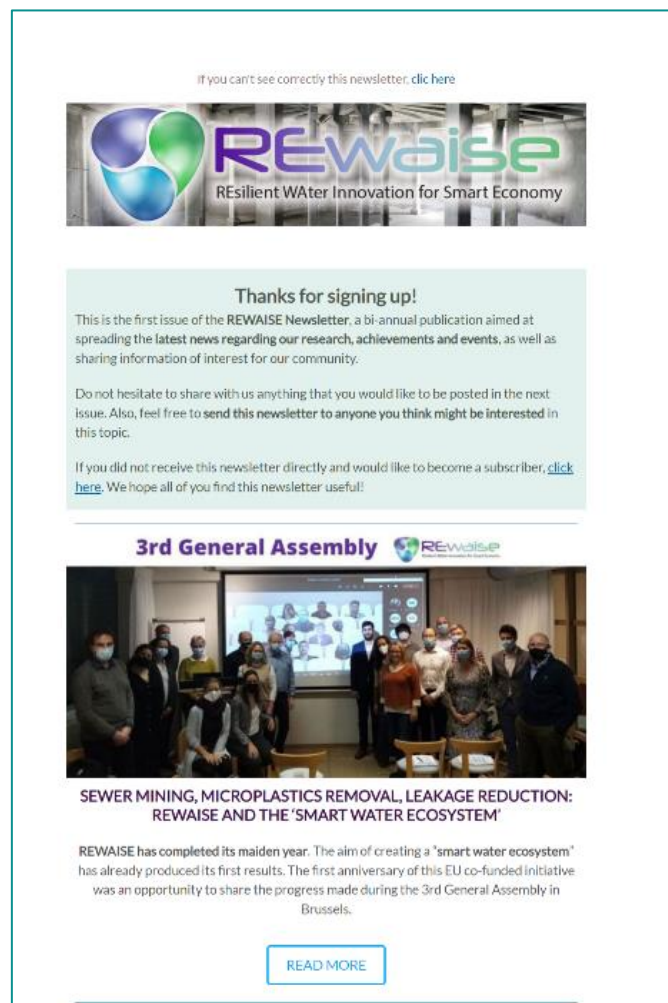 If you can't see correctly this newsletter, clic here
REwaise
REsilient WAter Innovation for Smart Economy
Thanks for signing up!
This is the first issue of the REWAISE Newsletter, a bi-annual publication aimed at
spreading the latest news regarding our research, achievements and events, as well as
sharing information of interest for our community.
Do not hesitate to share with us anything that you would like to be posted in the next
issue. Also, feel free to send this newsletter to anyone you think might be interested in
this topic.
If you did not receive this newsletter directly and would like to become a subscriber, click
here. We hope all of you find this newsletter useful!
3rd General Assembly REwaise
REsilient WAter Innovation for Smart Economy
SEWER MINING, MICROPLASTICS REMOVAL, LEAKAGE REDUCTION:
REWAISE AND THE ‘SMART WATER ECOSYSTEM’
REWAISE has completed its maiden year. The aim of creating a "smart water ecosystem"
has already produced its first results. The first anniversary of this EU co-funded initiative
was an opportunity to share the progress made during the 3rd General Assembly in
Brussels.
READ MORE